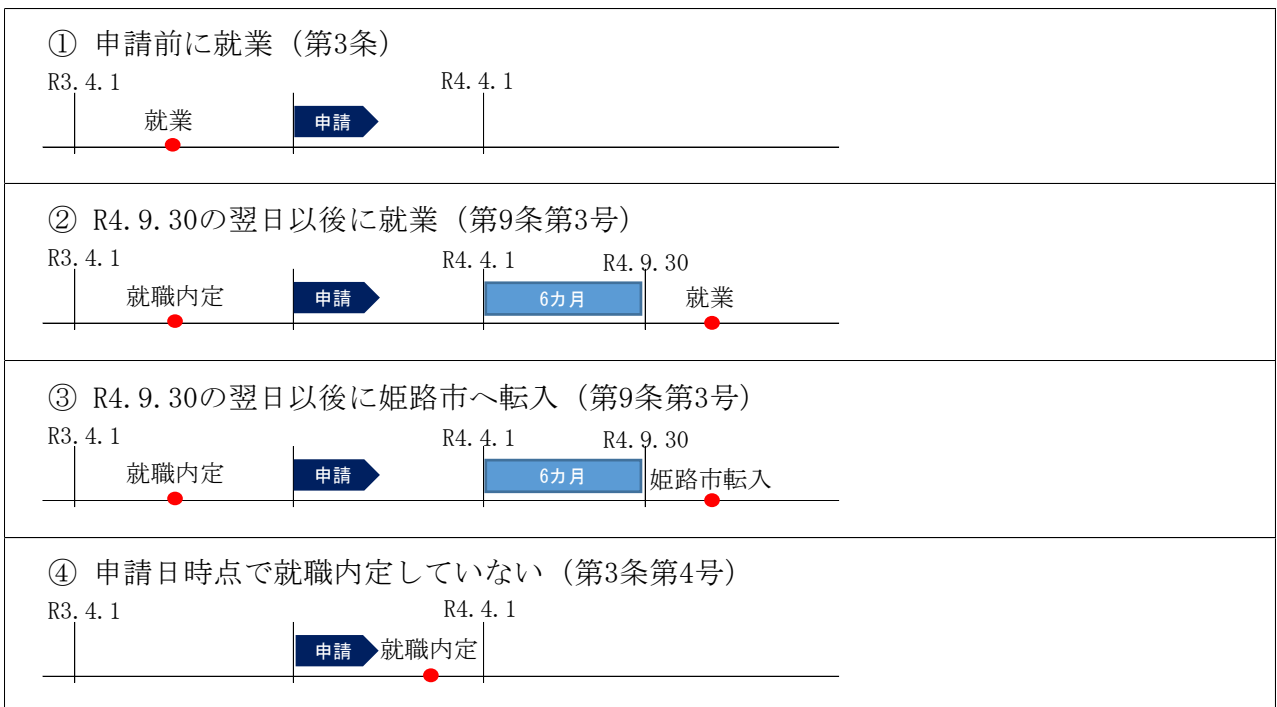 ① 申請前に就業（第3条）
R3.4.1 R4.4.1
就業 申請
② R4.9.30の翌日以後に就業（第9条第3号）
R3.4.1 R4.4.1 R4.9.30
就職内定 申請 6カ月 就業
③ R4.9.30の翌日以後に姫路市へ転入（第9条第3号）
R3.4.1 R4.4.1 R4.9.30
就職内定 申請 6カ月 姫路市転入
④ 申請日時点で就職内定していない（第3条第4号）
R3.4.1 R4.4.1
申請 就職内定